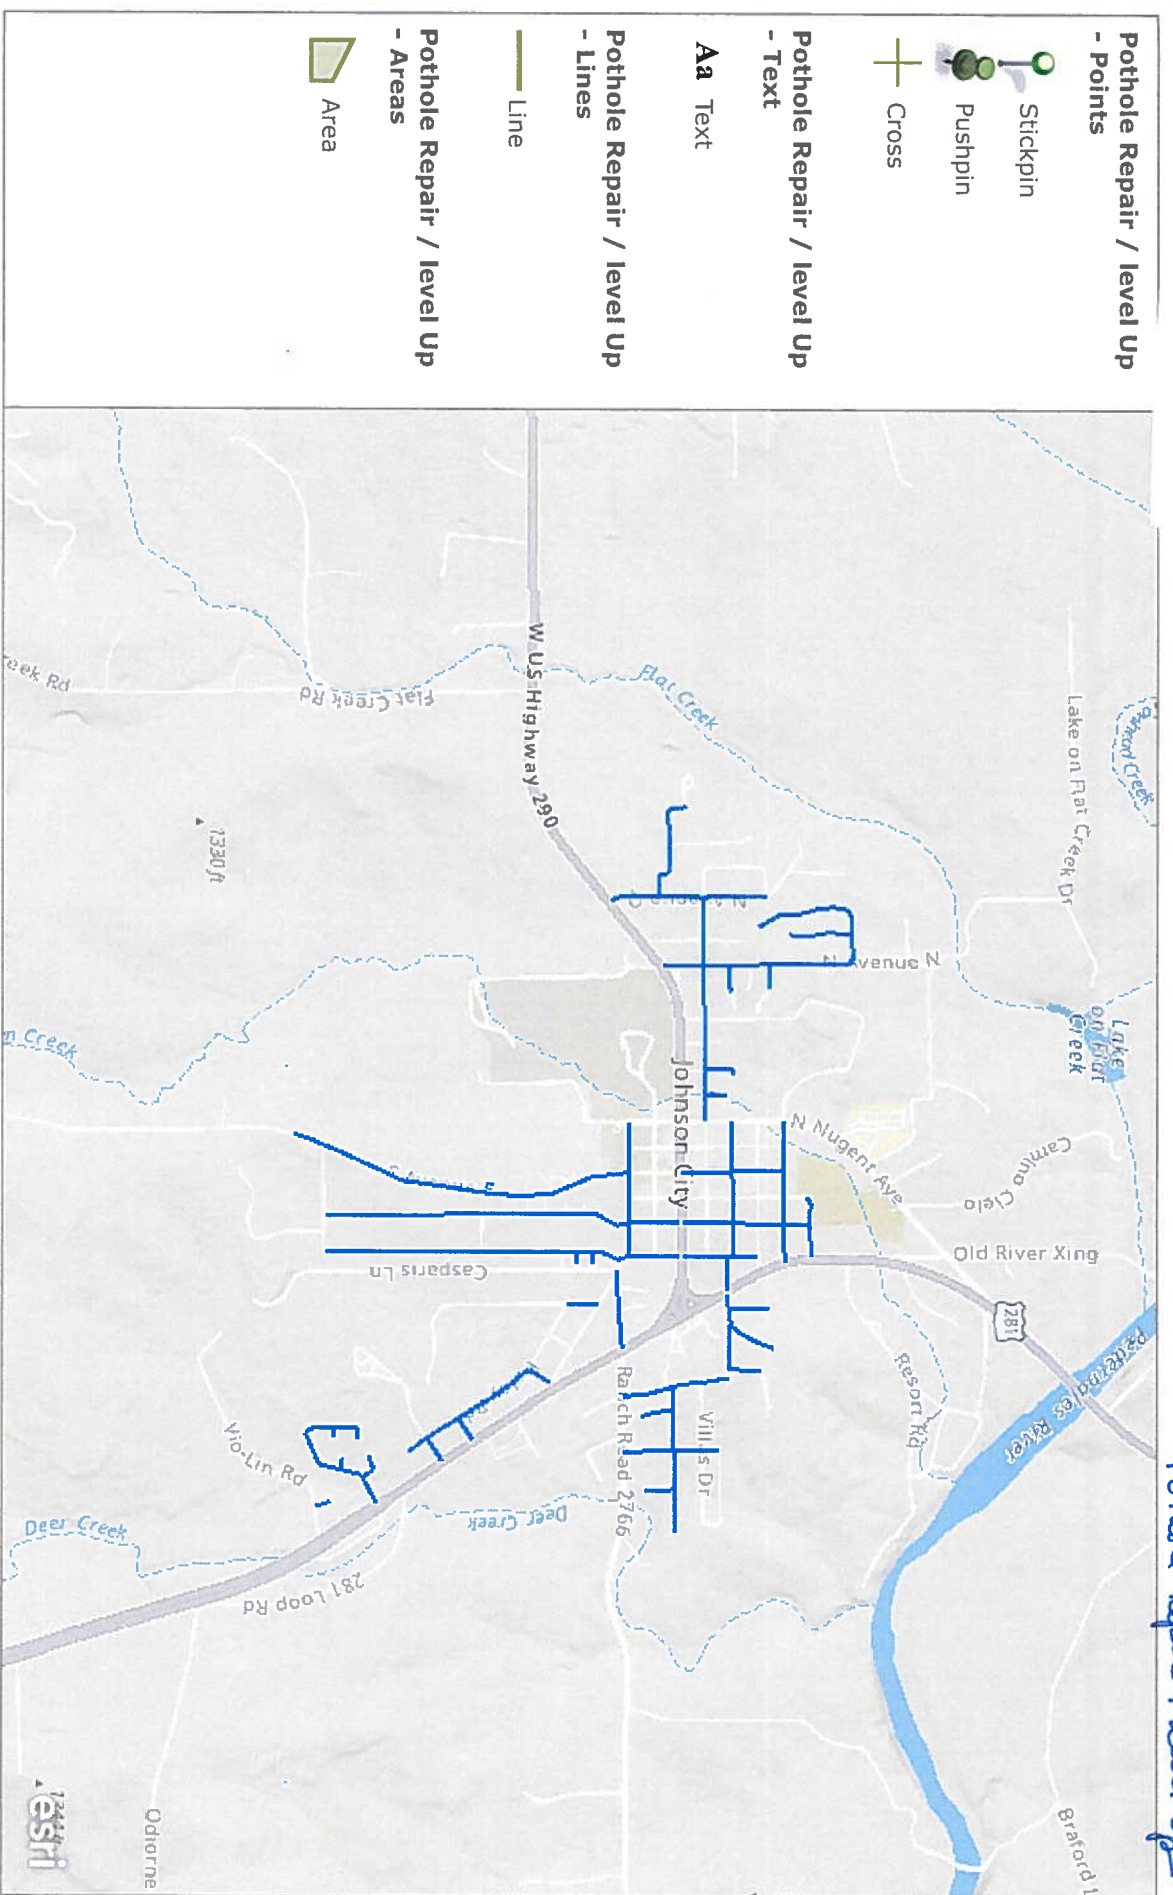 Pothole Repair / level Up
- Points
Stickpin
Pushpin
Cross
Pothole Repair / level Up
- Text
Aa Text
Pothole Repair / level Up
- Lines
Line
Pothole Repair / level Up
- Areas
Area
Lake on Flat Creek Dr
Lake
on Flat
Creek
Flat Creek
Flat Creek Rd
eek Rd
W US Highway 290
1330 ft
N Avenue N
Johnson City
N Nugent Ave
Camino Cielo
Old River Xing
281
Pedernales River
Resort Rd
Casparis Ln
Ranch Road 2766
Villas Dr
Vio-Lin Rd
Deer Creek
Deer Creek
281 Loop Rd
n Creek
Odiorne
Braford L
esri